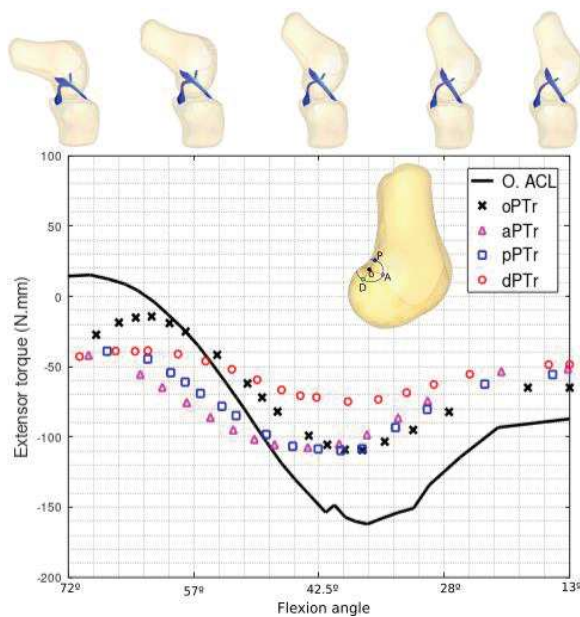 100
50
0
-50
-100
-150
-200
Extensor torque (N.mm)
72º
57º
42.5º
28º
13º
Flexion angle
O. ACL
oPTr
aPTr
pPTr
dPTr
P
o
A
D